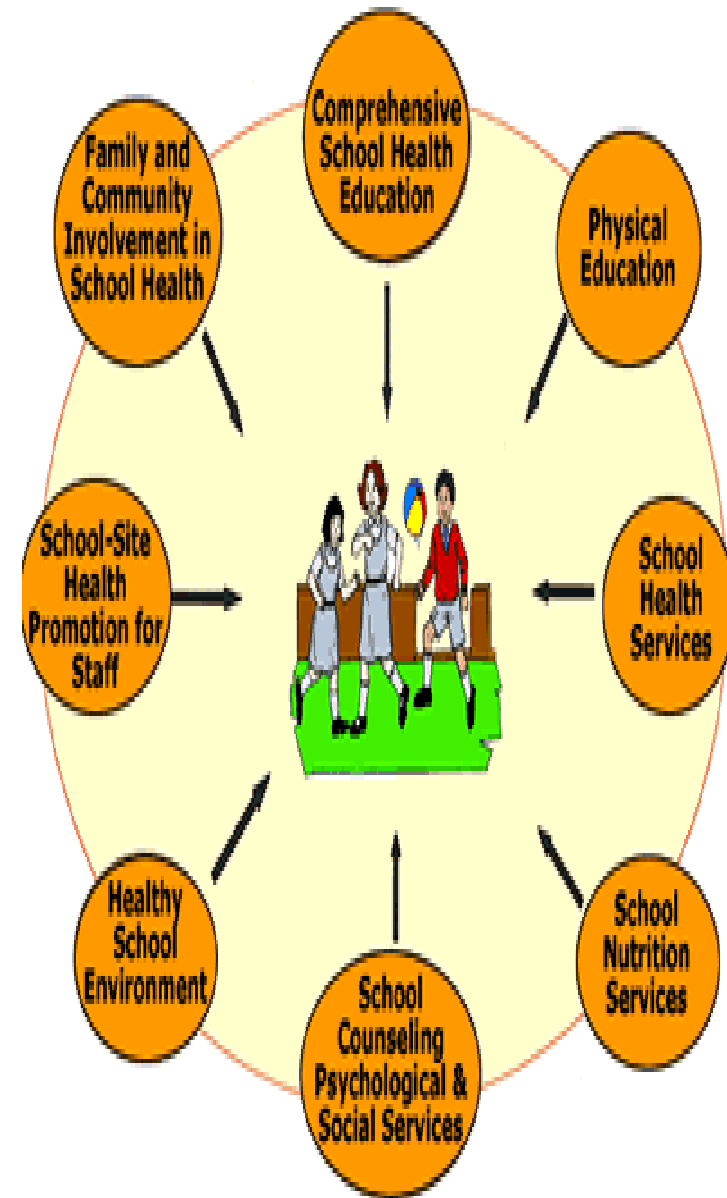 Comprehensive
School Health
Education
Physical
Education
School
Health
Services
School
Nutrition
Services
School
Counseling
Psychological &
Social Services
Healthy
School
Environment
School-Site
Health
Promotion for
Staff
Family and
Community
Involvement in
School Health